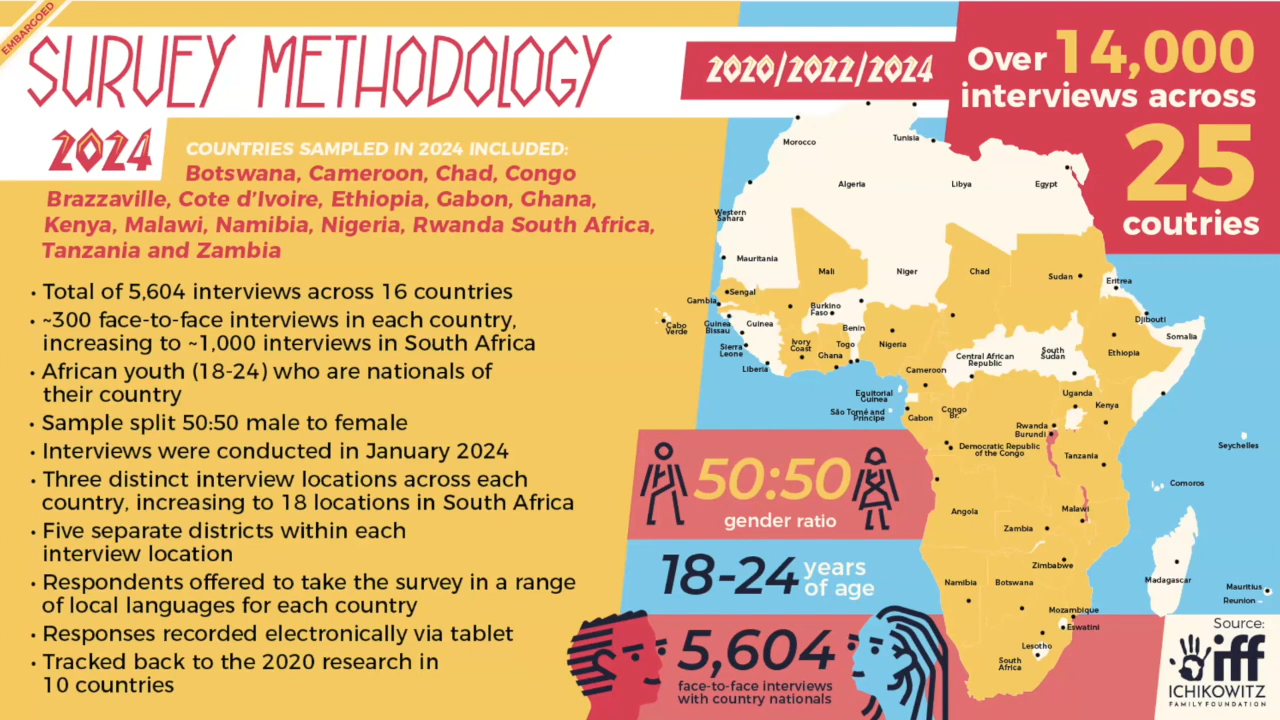 EMBARGOED
SURVEY METHODOLOGY
2024
COUNTRIES SAMPLED IN 2024 INCLUDED:
Botswana, Cameroon, Chad, Congo
Brazzaville, Cote d'Ivoire, Ethiopia, Gabon, Ghana,
Kenya, Malawi, Namibia, Nigeria, Rwanda South Africa,
Tanzania and Zambia
• Total of 5,604 interviews across 16 countries
• ~300 face-to-face interviews in each country,
increasing to ~1,000 interviews in South Africa
• African youth (18-24) who are nationals of
their country
• Sample split 50:50 male to female
• Interviews were conducted in January 2024
• Three distinct interview locations across each
country, increasing to 18 locations in South Africa
• Five separate districts within each
interview location
• Respondents offered to take the survey in a range
of local languages for each country
• Responses recorded electronically via tablet
• Tracked back to the 2020 research in
10 countries
2020/2022/2024
Over 14,000
interviews across
25
coutries
Morocco
Tunisia
Algeria
Libya
Egypt
Western
Sahara
Mauritania
Mali
Niger
Chad
Sudan
Eritrea
Sengal
Gambia
Cabo
Verde
Guinea
Bissau
Guinea
Burkino
Faso
Benin
Djibouti
Somalia
Sierra
Leone
Liberia
Ivory
Coast
Ghana
Togo
Nigeria
Central African
Republic
South
Sudan
Ethiopia
Cameroon
Equitorial
Guinea
São Tomé and
Principe
Gabon
Congo
Br.
Uganda
Kenya
Rwanda
Burundi
Democratic Republic
of the Congo
Tanzania
Seychelles
Comoros
Angola
Malawi
Zambia
Zimbabwe
Namibia
Botswana
Madagascar
Mauritius
Reunion
Mozambique
Eswatini
Lesotho
South
Africa
50:50
gender ratio
18-24 years
of age
5,604
face-to-face interviews
with country nationals
Source:
iff
ICHIKOWITZ
FAMILY FOUNDATION